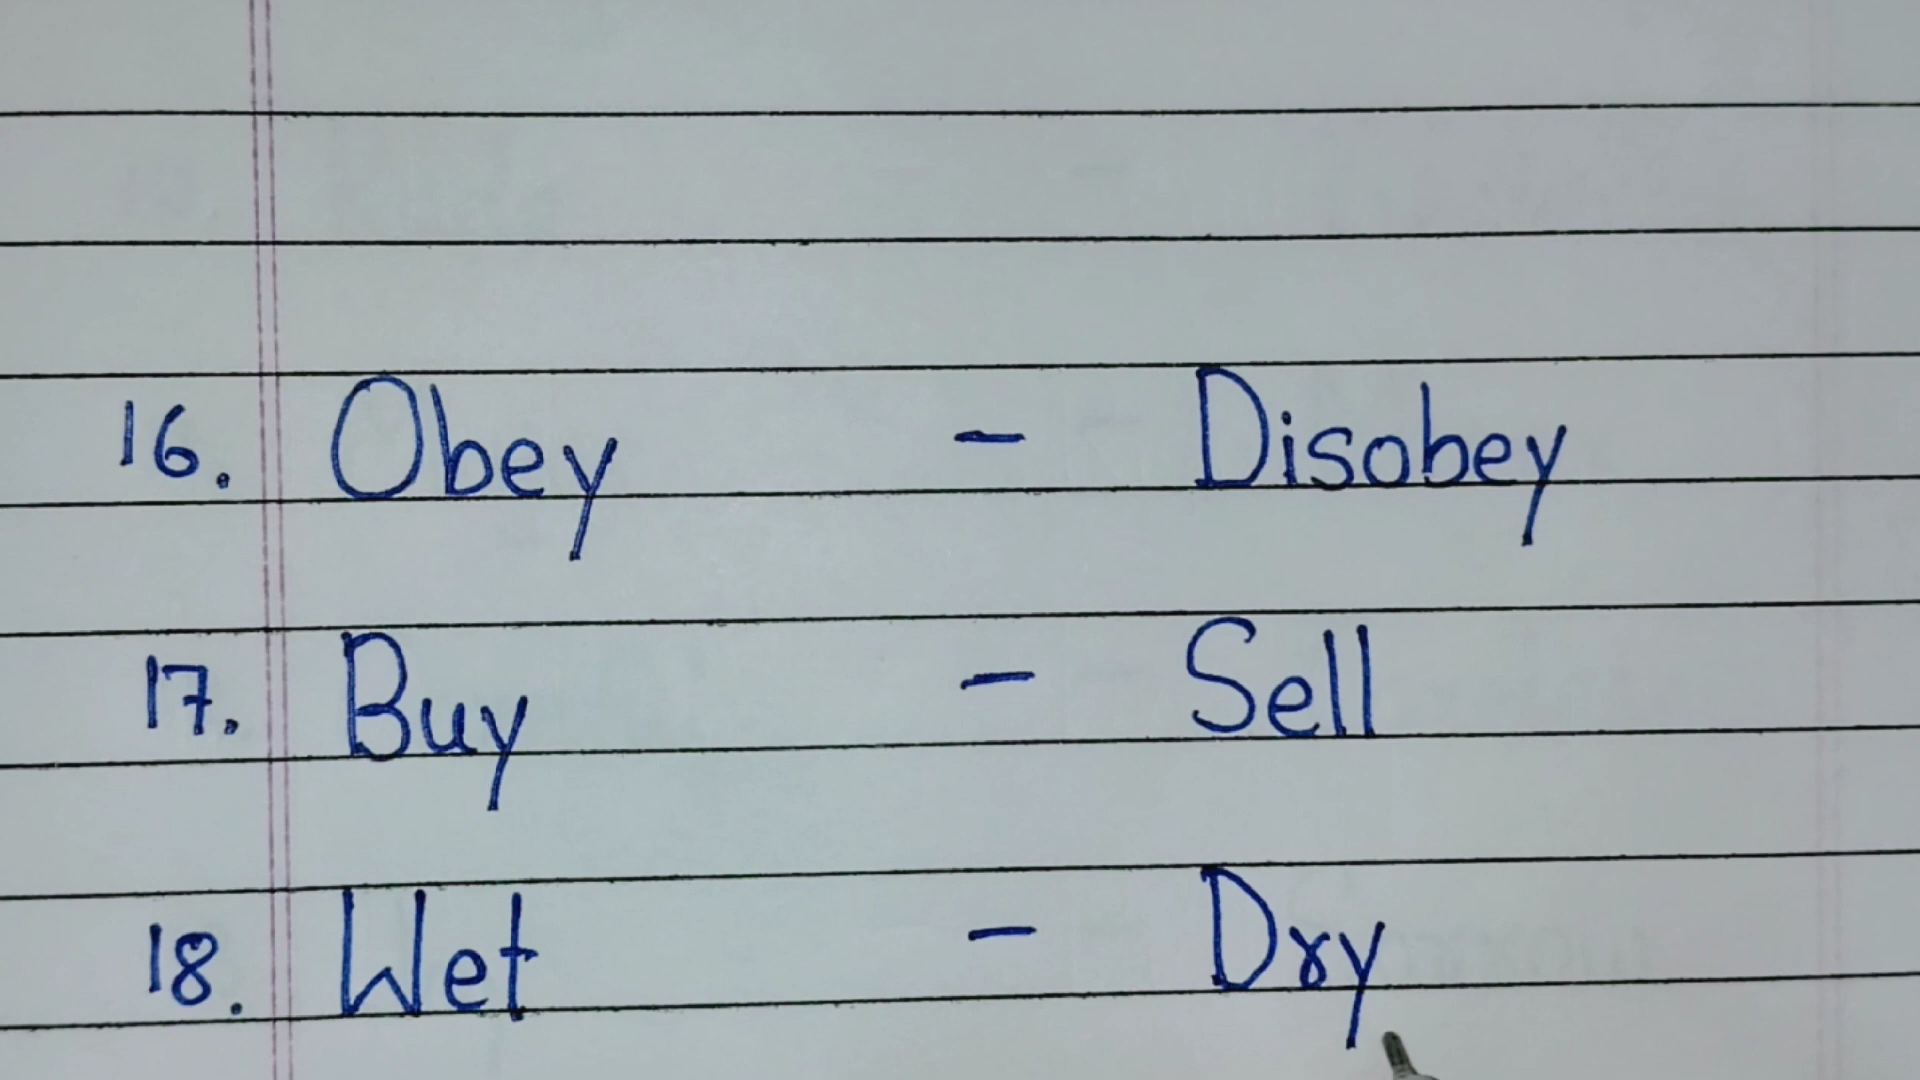 16. Obey - Disobey
17. Buy - Sell
18. Wet - Dry